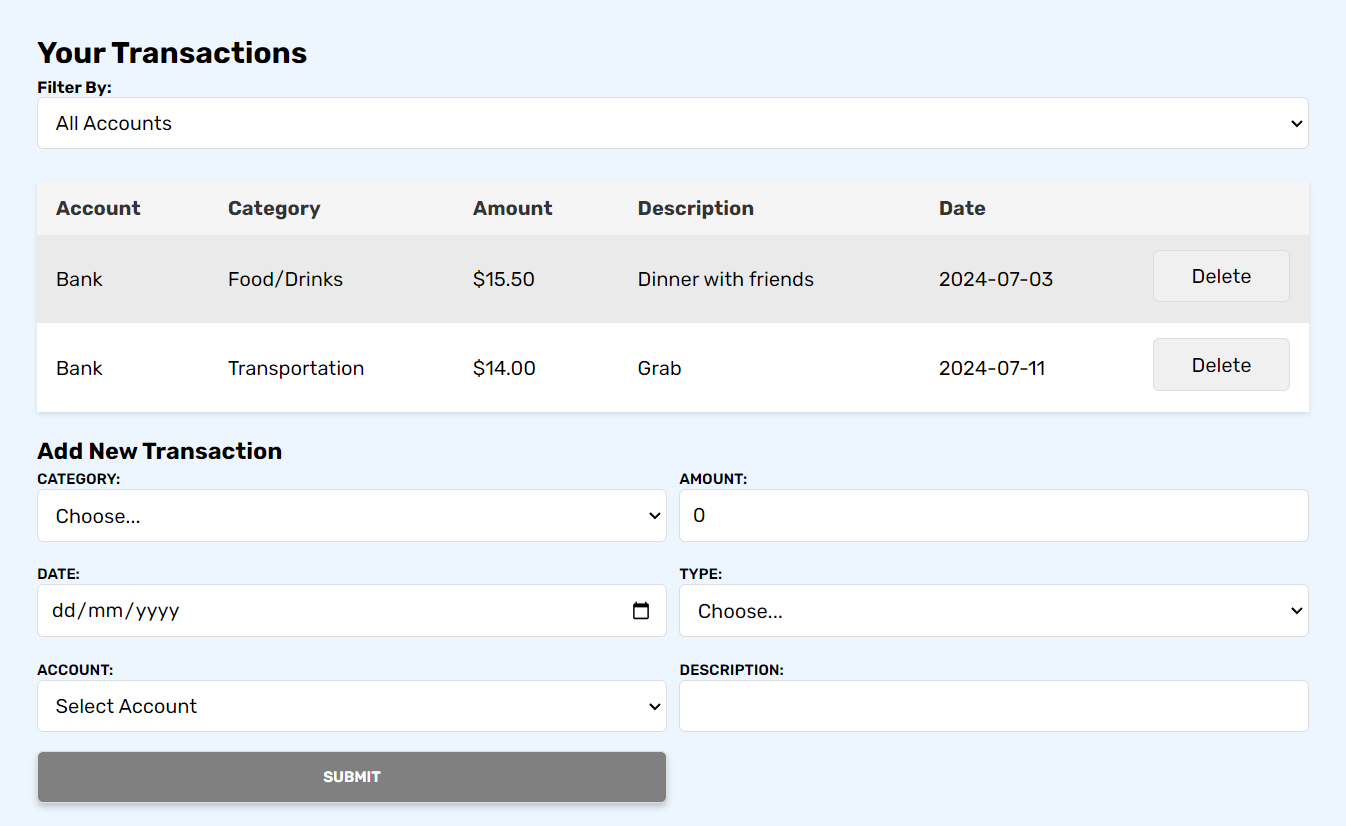 Your Transactions
Filter By:
All Accounts
Account Category Amount Description Date
Bank Food/Drinks $15.50 Dinner with friends 2024-07-03 Delete
Bank Transportation $14.00 Grab 2024-07-11 Delete
Add New Transaction
CATEGORY: AMOUNT:
Choose... 0
DATE: TYPE:
dd/mm/yyyy Choose...
ACCOUNT: DESCRIPTION:
Select Account
SUBMIT